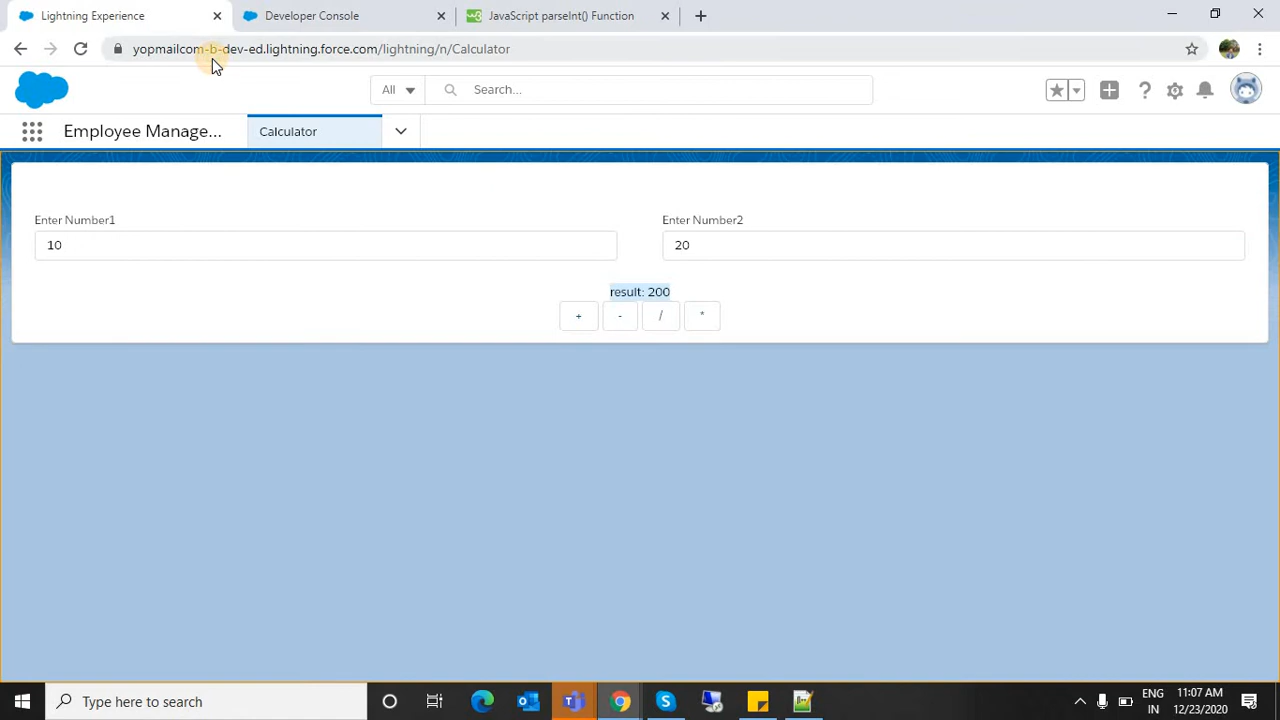 Lightning Experience
Developer Console
JavaScript parseInt() Function
yopmailcom-b-dev-ed.lightning.force.com/lightning/n/Calculator
All
Search...
Employee Manage...
Calculator
Enter Number1
Enter Number2
10
20
result: 200
+ - / *
Type here to search
ENG
IN
11:07 AM
12/23/2020